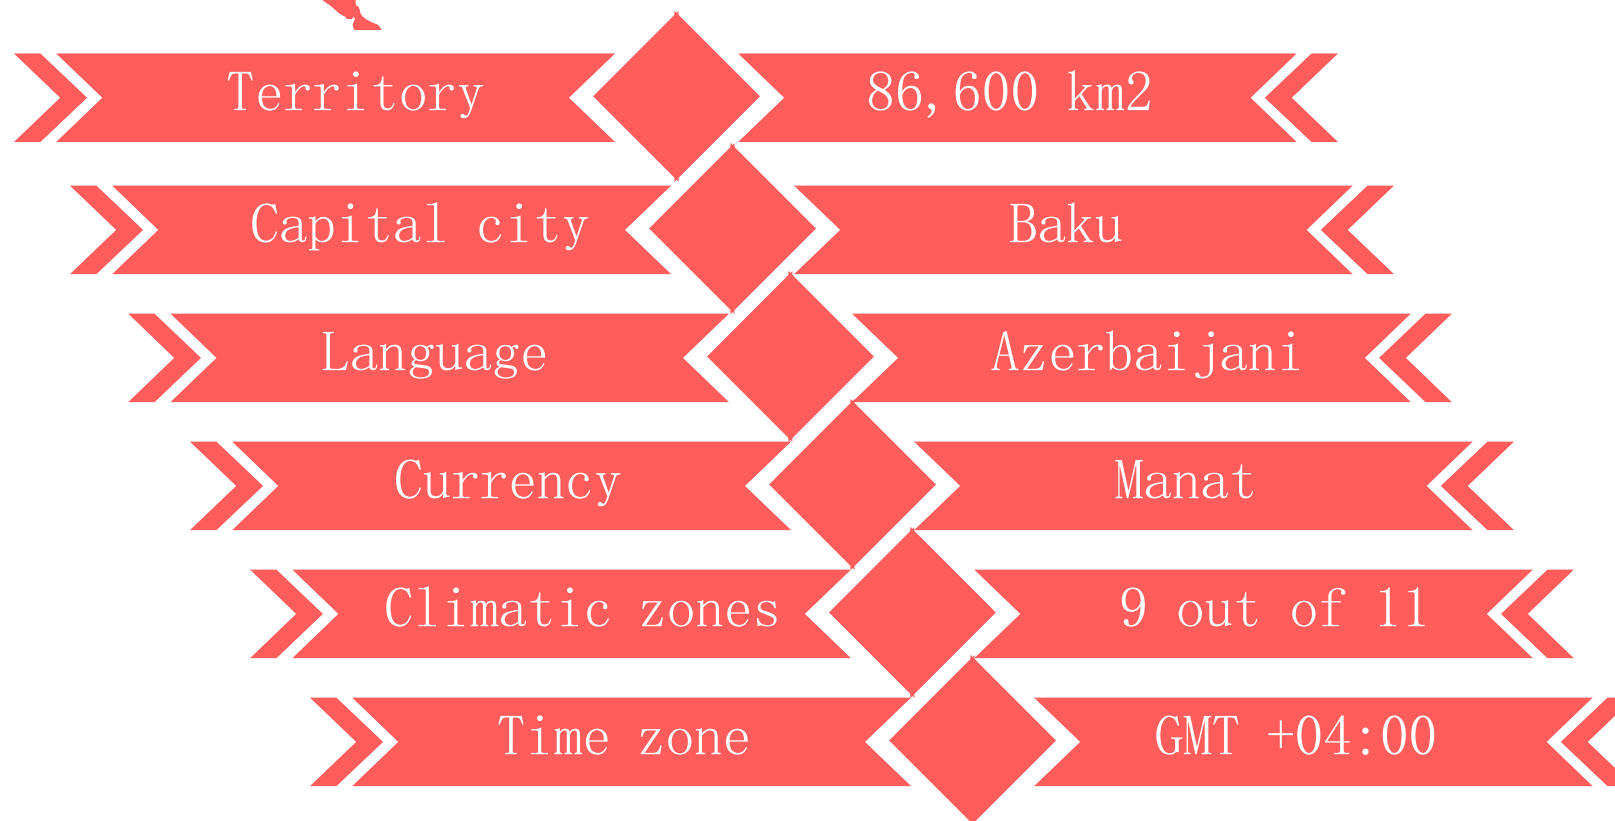 Territory 86,600 km2
Capital city Baku
Language Azerbaijani
Currency Manat
Climatic zones 9 out of 11
Time zone GMT +04:00